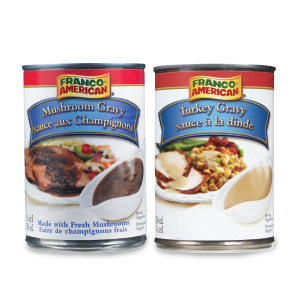 FRANCO-AMERICAN
Mushroom Gravy
sauce aux Champignons
Made with Fresh Mushrooms
Faite de champignons frais
FRANCO-AMERICAN
Turkey Gravy
sauce à la dinde